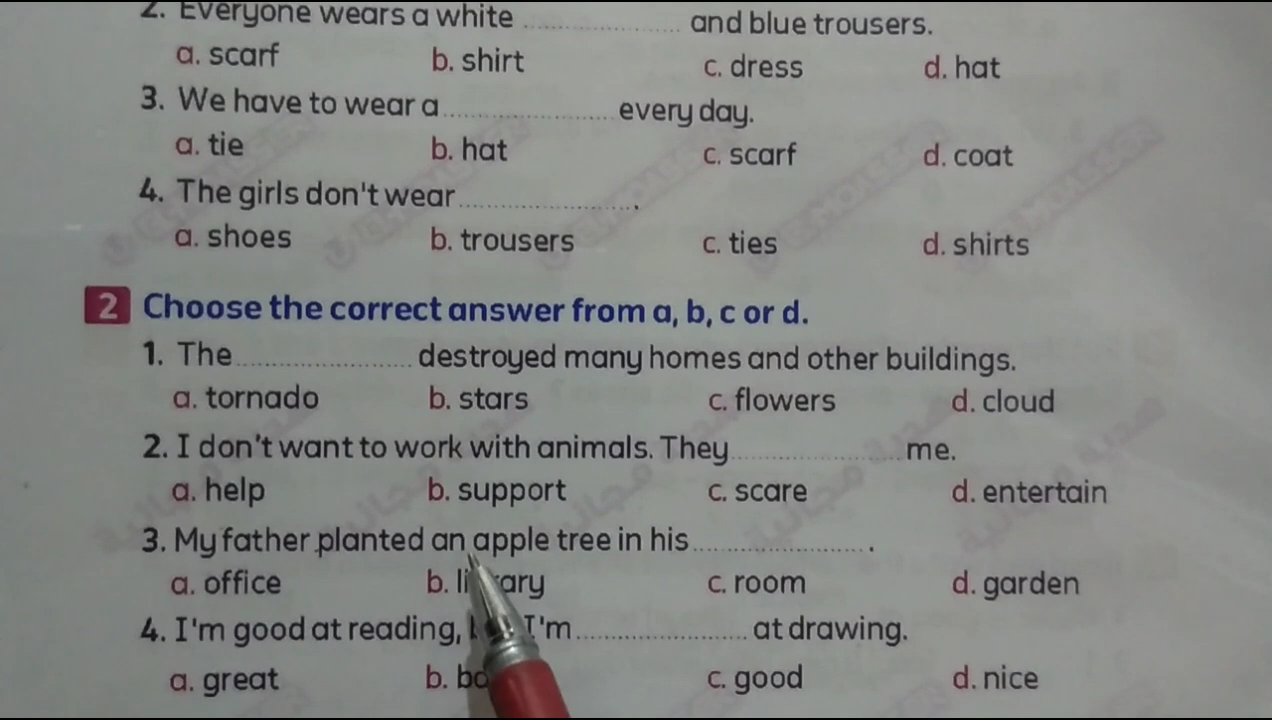 2. Everyone wears a white .................... and blue trousers.
a. scarf b. shirt c. dress d. hat
3. We have to wear a .................... every day.
a. tie b. hat c. scarf d. coat
4. The girls don't wear .................... .
a. shoes b. trousers c. ties d. shirts
2 Choose the correct answer from a, b, c or d.
1. The .................... destroyed many homes and other buildings.
a. tornado b. stars c. flowers d. cloud
2. I don't want to work with animals. They .................... me.
a. help b. support c. scare d. entertain
3. My father planted an apple tree in his .................... .
a. office b. c. room d. garden
4. I'm good at reading, I'm .................... at drawing.
a. great b. c. good d. nice